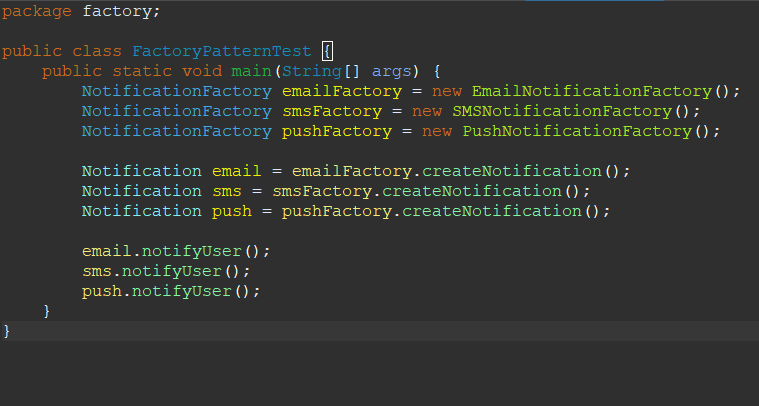 package factory;
public class FactoryPatternTest {
public static void main(String[] args) {
NotificationFactory emailFactory = new EmailNotificationFactory();
NotificationFactory smsFactory = new SMSNotificationFactory();
NotificationFactory pushFactory = new PushNotificationFactory();
Notification email = emailFactory.createNotification();
Notification sms = smsFactory.createNotification();
Notification push = pushFactory.createNotification();
email.notifyUser();
sms.notifyUser();
push.notifyUser();
}
}